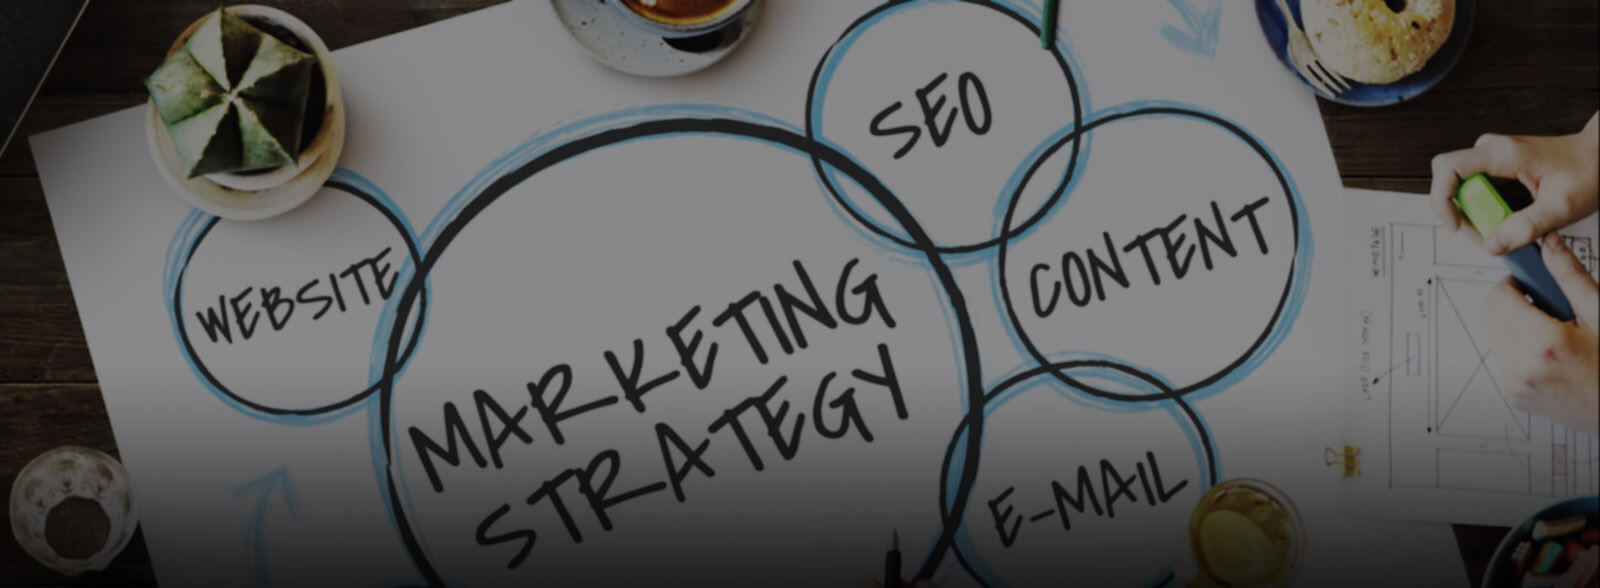 SEO
CONTENT
WEBSITE
MARKETING
STRATEGY
E-MAIL